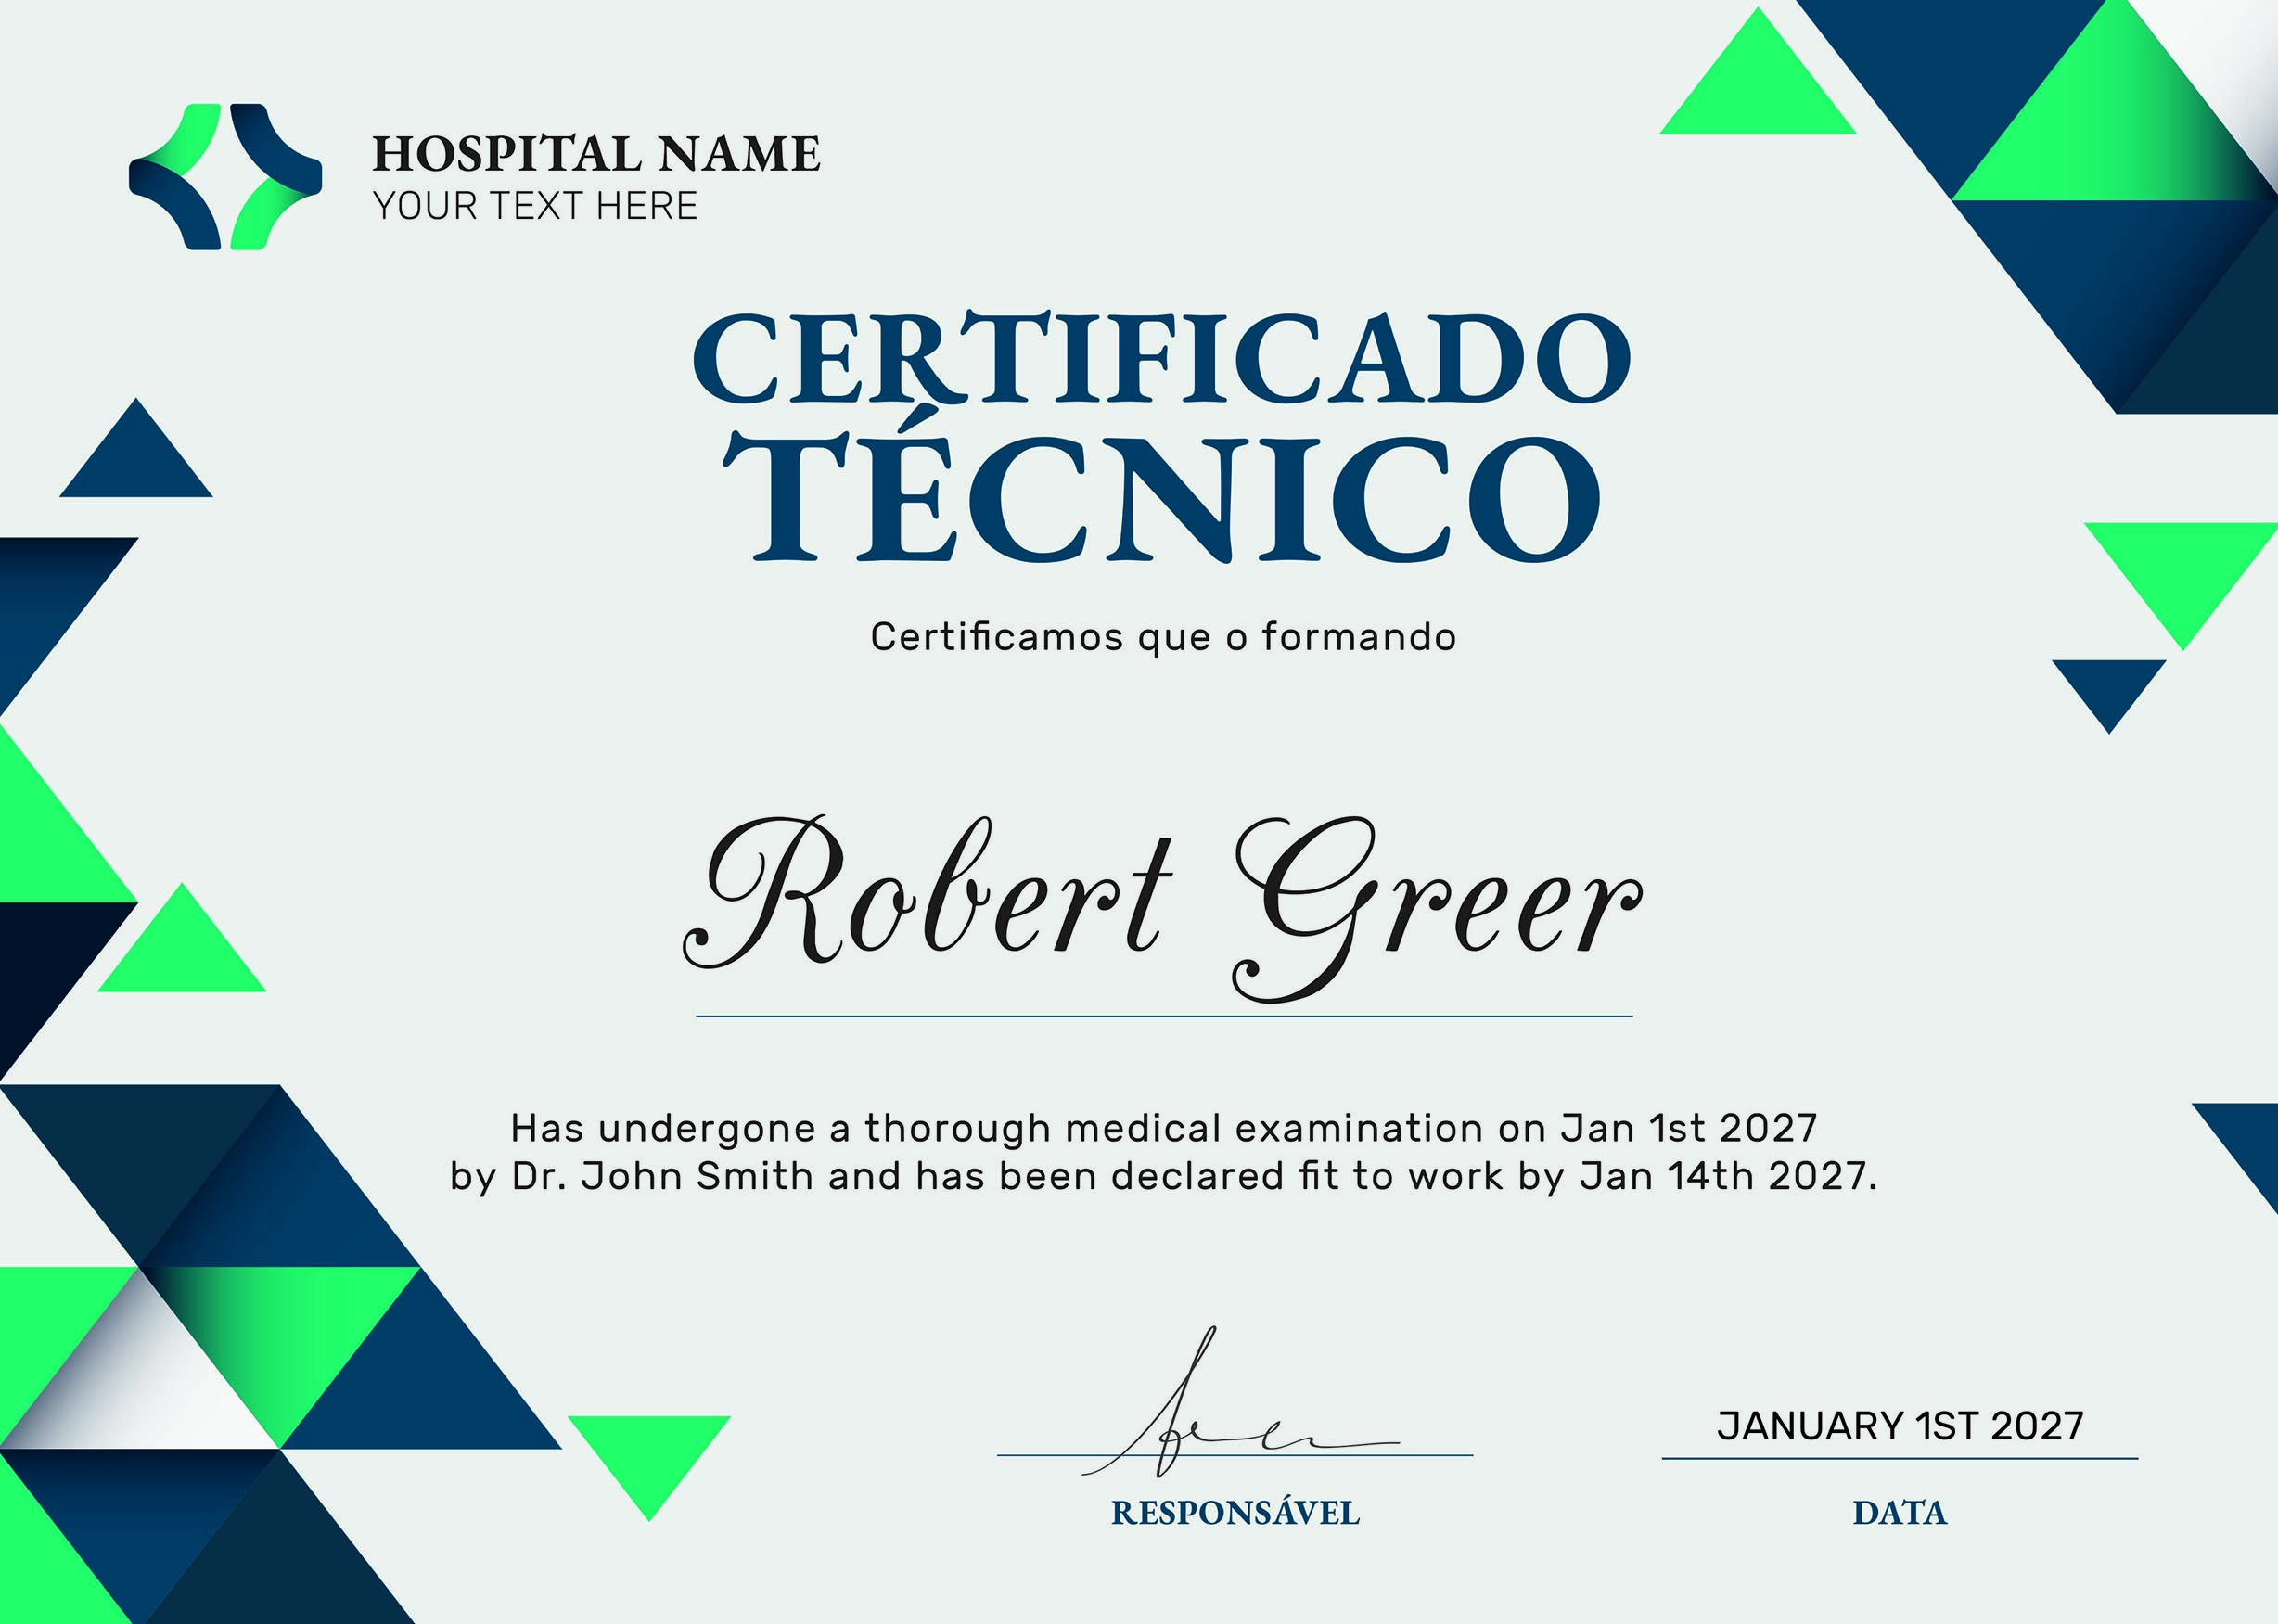 HOSPITAL NAME
YOUR TEXT HERE
CERTIFICADO
TÉCNICO
Certificamos que o formando
Robert Greer
Has undergone a thorough medical examination on Jan 1st 2027
by Dr. John Smith and has been declared fit to work by Jan 14th 2027.
JANUARY 1ST 2027
RESPONSÁVEL
DATA